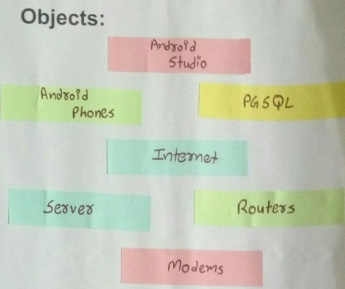 Objects:
Android
Studio
Android
Phones
PGSQL
Internet
Server
Routers
Modems